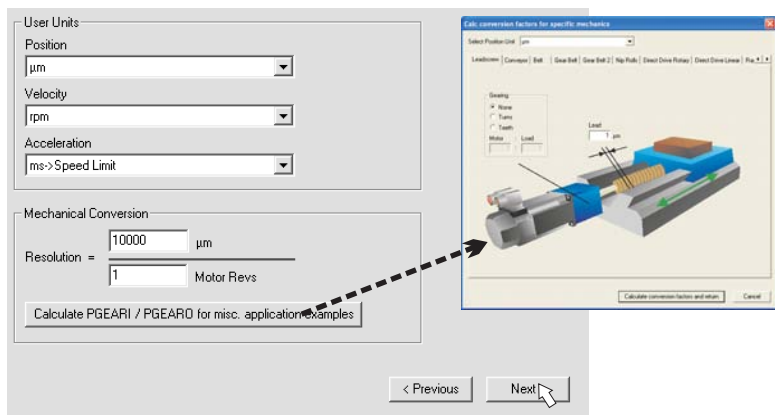 User Units
Position
µm
Velocity
rpm
Acceleration
ms->Speed Limit
Mechanical Conversion
Resolution =
10000 µm
1 Motor Revs
Calculate PGEARI / PGEARO for misc. application examples
< Previous
Next
Calc conversion factors for specific mechanics
Select Position Unit µm
Leadscrew Conveyor Belt Gear Belt Gear Belt 2 Nip Rolls Direct Drive Rotary Direct Drive Linear
Gearing
None
Turns
Teeth
Motor : Load
Lead
1 µm
Calculate conversion factors and return
Cancel